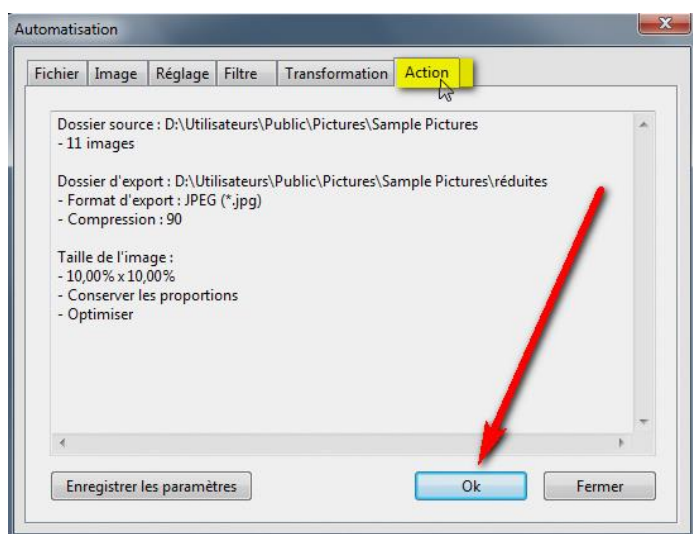 Automatisation
Fichier Image Réglage Filtre Transformation Action
Dossier source : D:\Utilisateurs\Public\Pictures\Sample Pictures
- 11 images
Dossier d'export : D:\Utilisateurs\Public\Pictures\Sample Pictures\réduites
- Format d'export : JPEG (*.jpg)
- Compression : 90
Taille de l'image :
- 10,00% x 10,00%
- Conserver les proportions
- Optimiser
Enregistrer les paramètres Ok Fermer